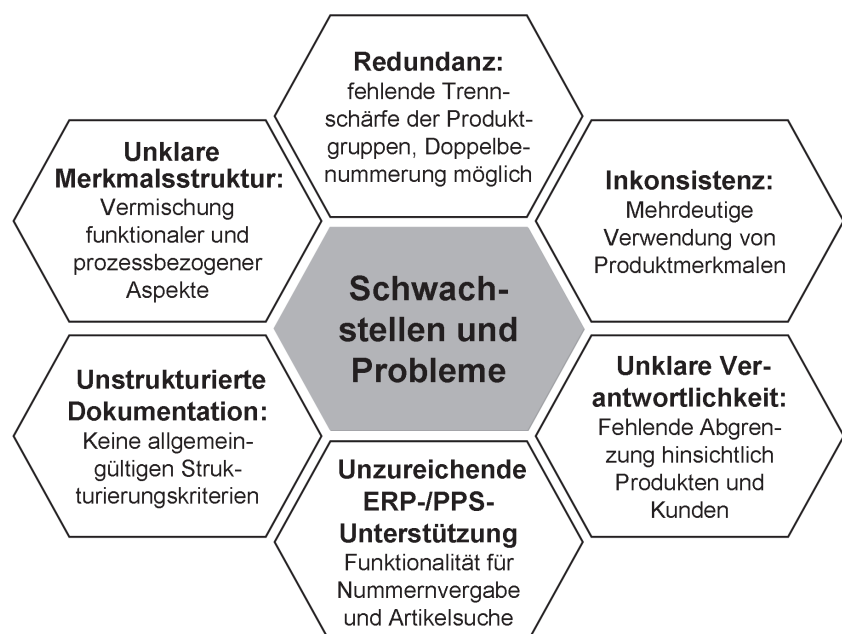 Redundanz:
fehlende Trenn-
schärfe der Produkt-
gruppen, Doppelbe-
nummerung möglich
Unklare
Merkmalsstruktur:
Vermischung
funktionaler und
prozessbezogener
Aspekte
Inkonsistenz:
Mehrdeutige
Verwendung von
Produktmerkmalen
Schwach-
stellen und
Probleme
Unstrukturierte
Dokumentation:
Keine allgemein-
gültigen Struk-
turierungskriterien
Unklare Ver-
antwortlichkeit:
Fehlende Abgren-
zung hinsichtlich
Produkten und
Kunden
Unzureichende
ERP-/PPS-
Unterstützung
Funktionalität für
Nummernvergabe
und Artikelsuche